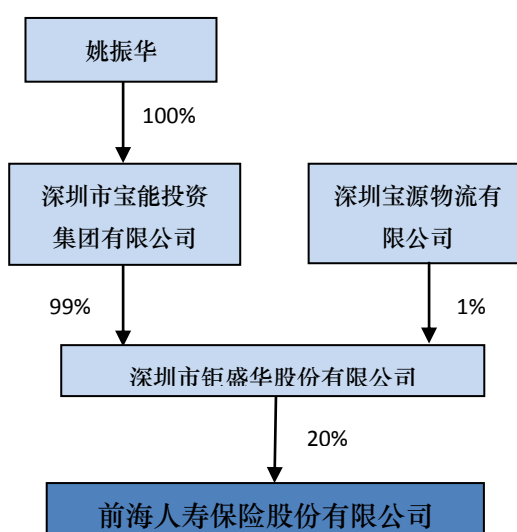 姚振华
100%
深圳市宝能投资
集团有限公司
深圳宝源物流有
限公司
99%
1%
深圳市钜盛华股份有限公司
20%
前海人寿保险股份有限公司